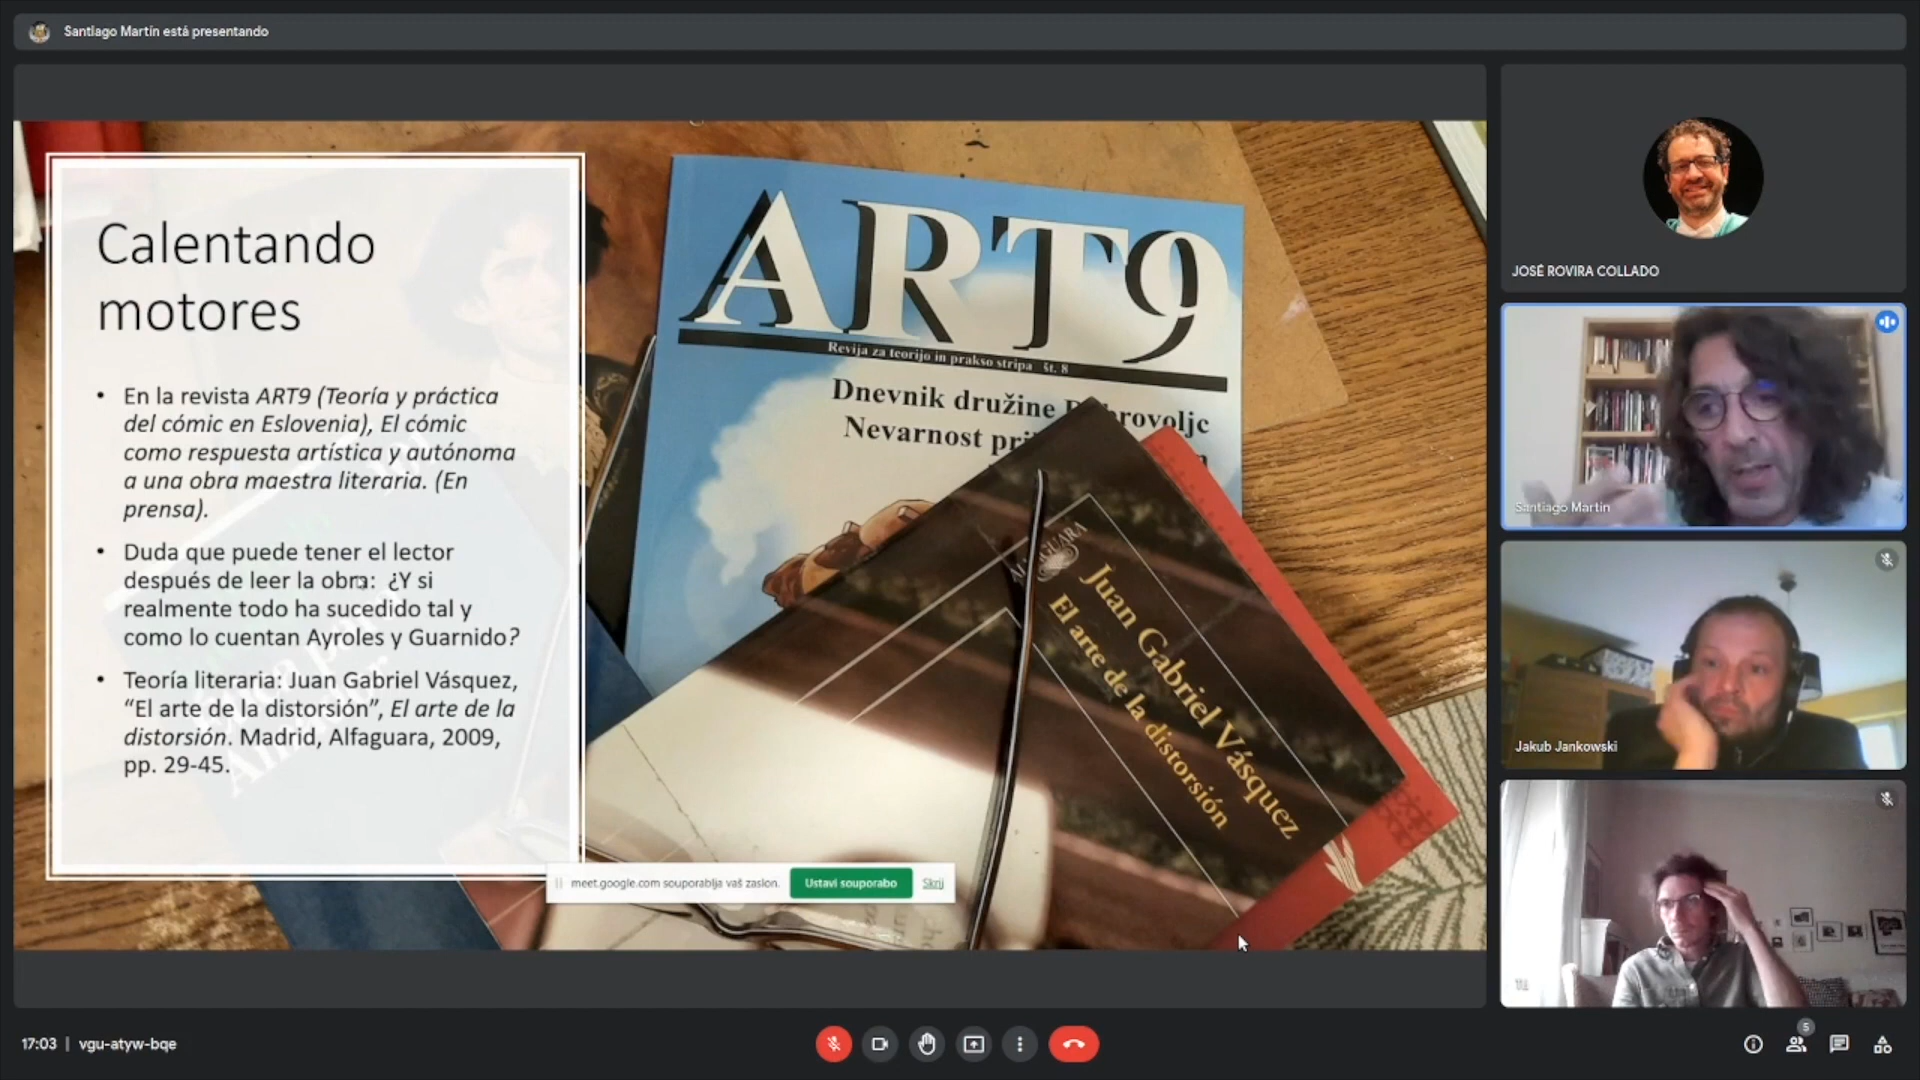 Santiago Martín está presentando
Calentando
motores
• En la revista ART9 (Teoría y práctica
del cómic en Eslovenia), El cómic
como respuesta artística y autónoma
a una obra maestra literaria. (En
prensa).
• Duda que puede tener el lector
después de leer la obra: ¿Y si
realmente todo ha sucedido tal y
como lo cuentan Ayroles y Guarnido?
• Teoría literaria: Juan Gabriel Vásquez,
“El arte de la distorsión”, El arte de la
distorsión. Madrid, Alfaguara, 2009,
pp. 29-45.
ART9
Revija za teorijo in prakso stripa št. 8
Dnevnik družine
Nevarnost
ALFAGUARA
Juan Gabriel Vásquez
El arte de la distorsión
meet.google.com souporablja vaš zaslon.
Ustavi souporabo
Skrij
JOSÉ ROVIRA COLLADO
Santiago Martín
Jakub Jankowski
Tú
17:03 | vgu-atyw-bqe
5